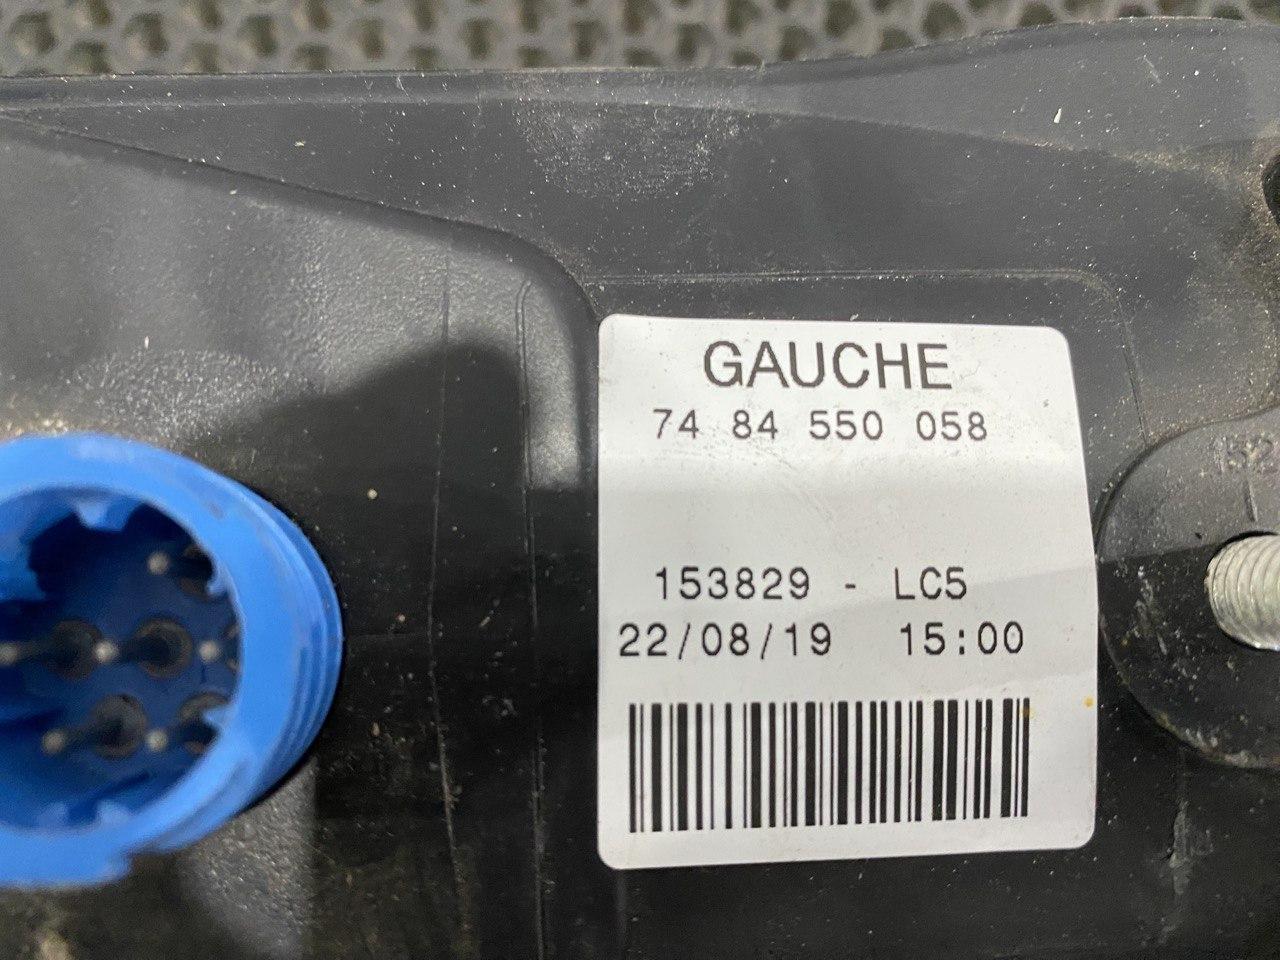 GAUCHE
74 84 550 058
153829 - LC5
22/08/19 15:00